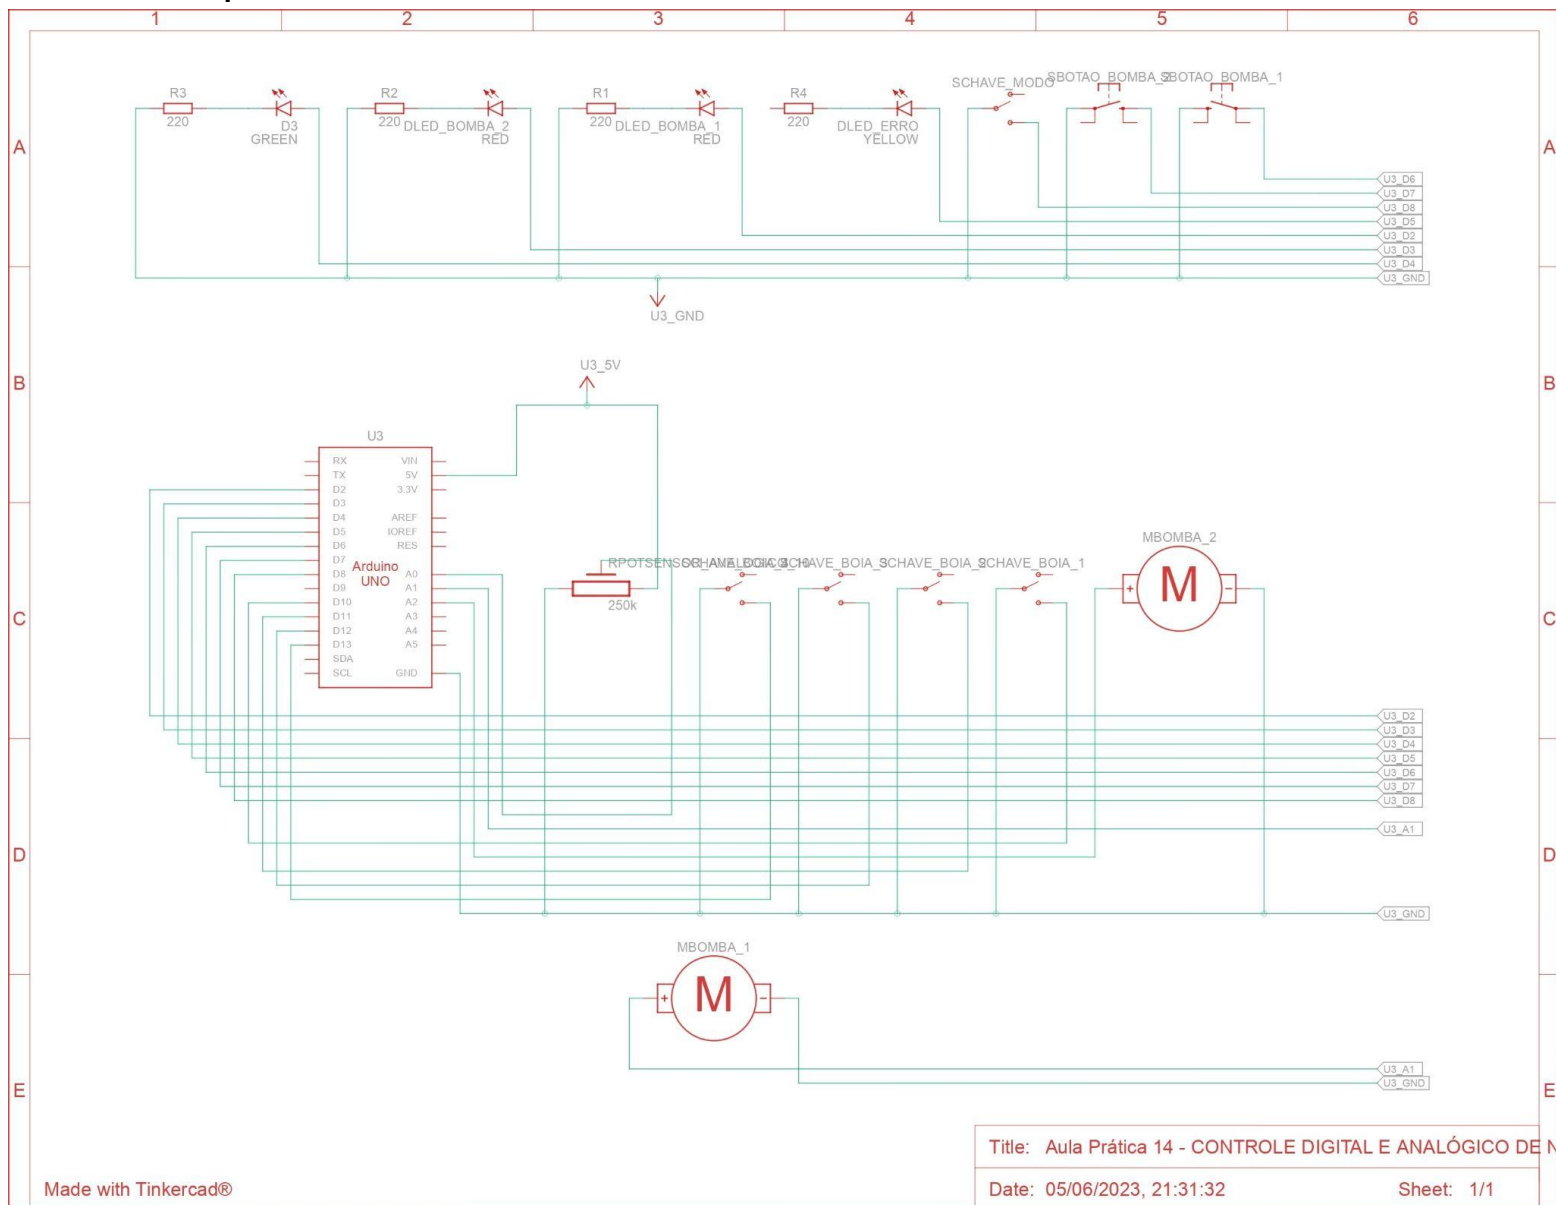 1 2 3 4 5 6
R3
220
D3
GREEN
R2
220
DLED_BOMBA_2
RED
R1
220
DLED_BOMBA_1
RED
R4
220
DLED_ERRO
YELLOW
SCHAVE_MODO
SBOTAO_BOMBA_2
SBOTAO_BOMBA_1
A A
U3_D6
U3_D7
U3_D8
U3_D5
U3_D2
U3_D3
U3_D4
U3_GND
U3_GND
U3_5V
B B
U3
RX VIN
TX 5V
D2 3.3V
D3
D4 AREF
D5 IOREF
D6 RES
D7
Arduino
UNO
D8 A0
D9 A1
D10 A2
D11 A3
D12 A4
D13 A5
SDA
SCL GND
250k
SCHAVE_BOIA_3
SCHAVE_BOIA_2
SCHAVE_BOIA_1
MBOMBA_2
+ M -
C C
U3_D2
U3_D3
U3_D4
U3_D5
U3_D6
U3_D7
U3_D8
U3_A1
D D
U3_GND
MBOMBA_1
+ M -
U3_A1
U3_GND
E E
Title: Aula Prática 14 - CONTROLE DIGITAL E ANALÓGICO DE N
Date: 05/06/2023, 21:31:32 Sheet: 1/1
Made with Tinkercad®